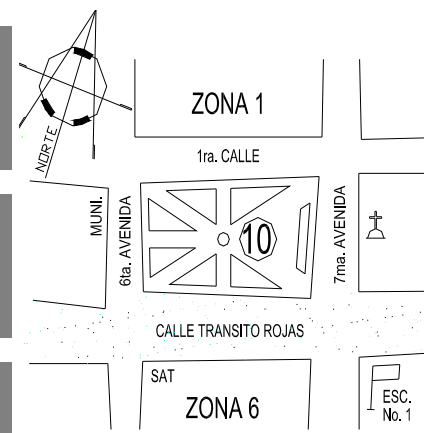 ZONA 1
NORTE
1ra. CALLE
MUNI.
6ta. AVENIDA
10
7ma. AVENIDA
CALLE TRANSITO ROJAS
SAT
ZONA 6
ESC.
No. 1